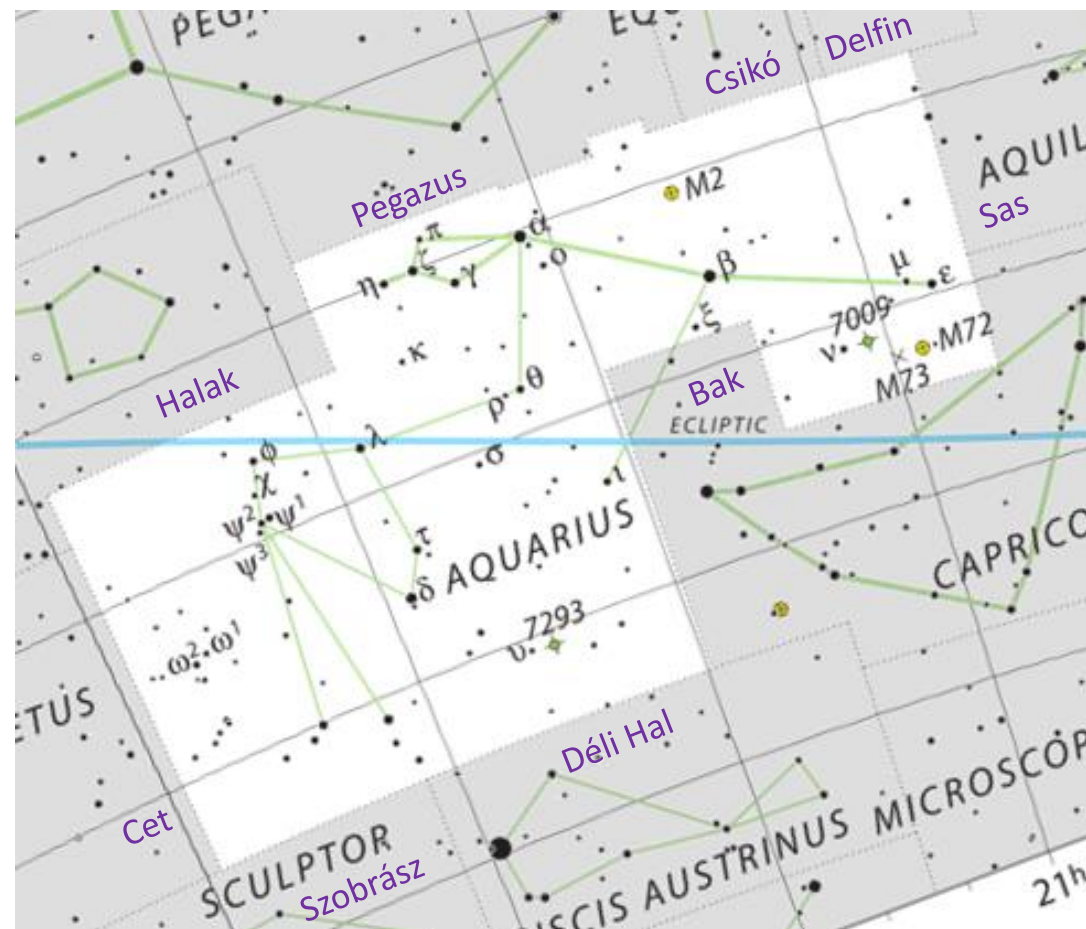 PEGA
EQU
Csikó
Delfin
AQUIL
Sas
Pegazus
M2
α
π
ζ
γ
η
ο
β
μ
ε
ξ
7009
ν
M72
M73
κ
θ
ρ
Halak
Bak
ECLIPTIC
φ
λ
σ
χ
ι
ψ²
ψ¹
ψ³
τ
δ
AQUARIUS
CAPRICO
7293
υ
ω²
ω¹
ETUS
Déli Hal
Cet
SCULPTOR
Szobrász
ISCIS AUSTRINUS
MICROSCOP
21h